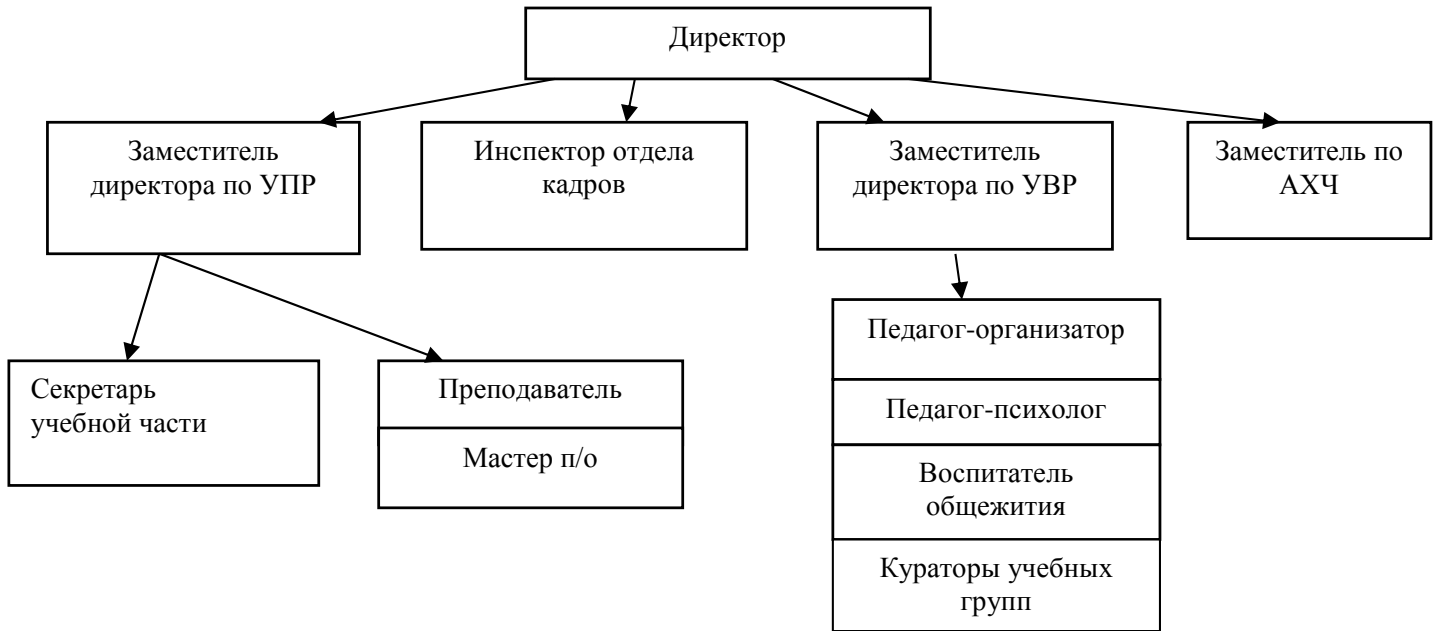 Директор
Заместитель
директора по УПР
Инспектор отдела
кадров
Заместитель
директора по УВР
Заместитель по
АХЧ
Секретарь
учебной части
Преподаватель
Мастер п/о
Педагог-организатор
Педагог-психолог
Воспитатель
общежития
Кураторы учебных
групп